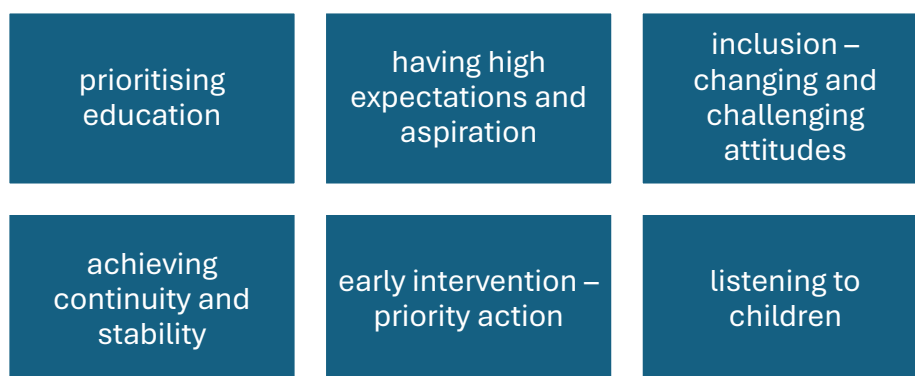 prioritising
education
having high
expectations and
aspiration
inclusion –
changing and
challenging
attitudes
achieving
continuity and
stability
early intervention –
priority action
listening to
children